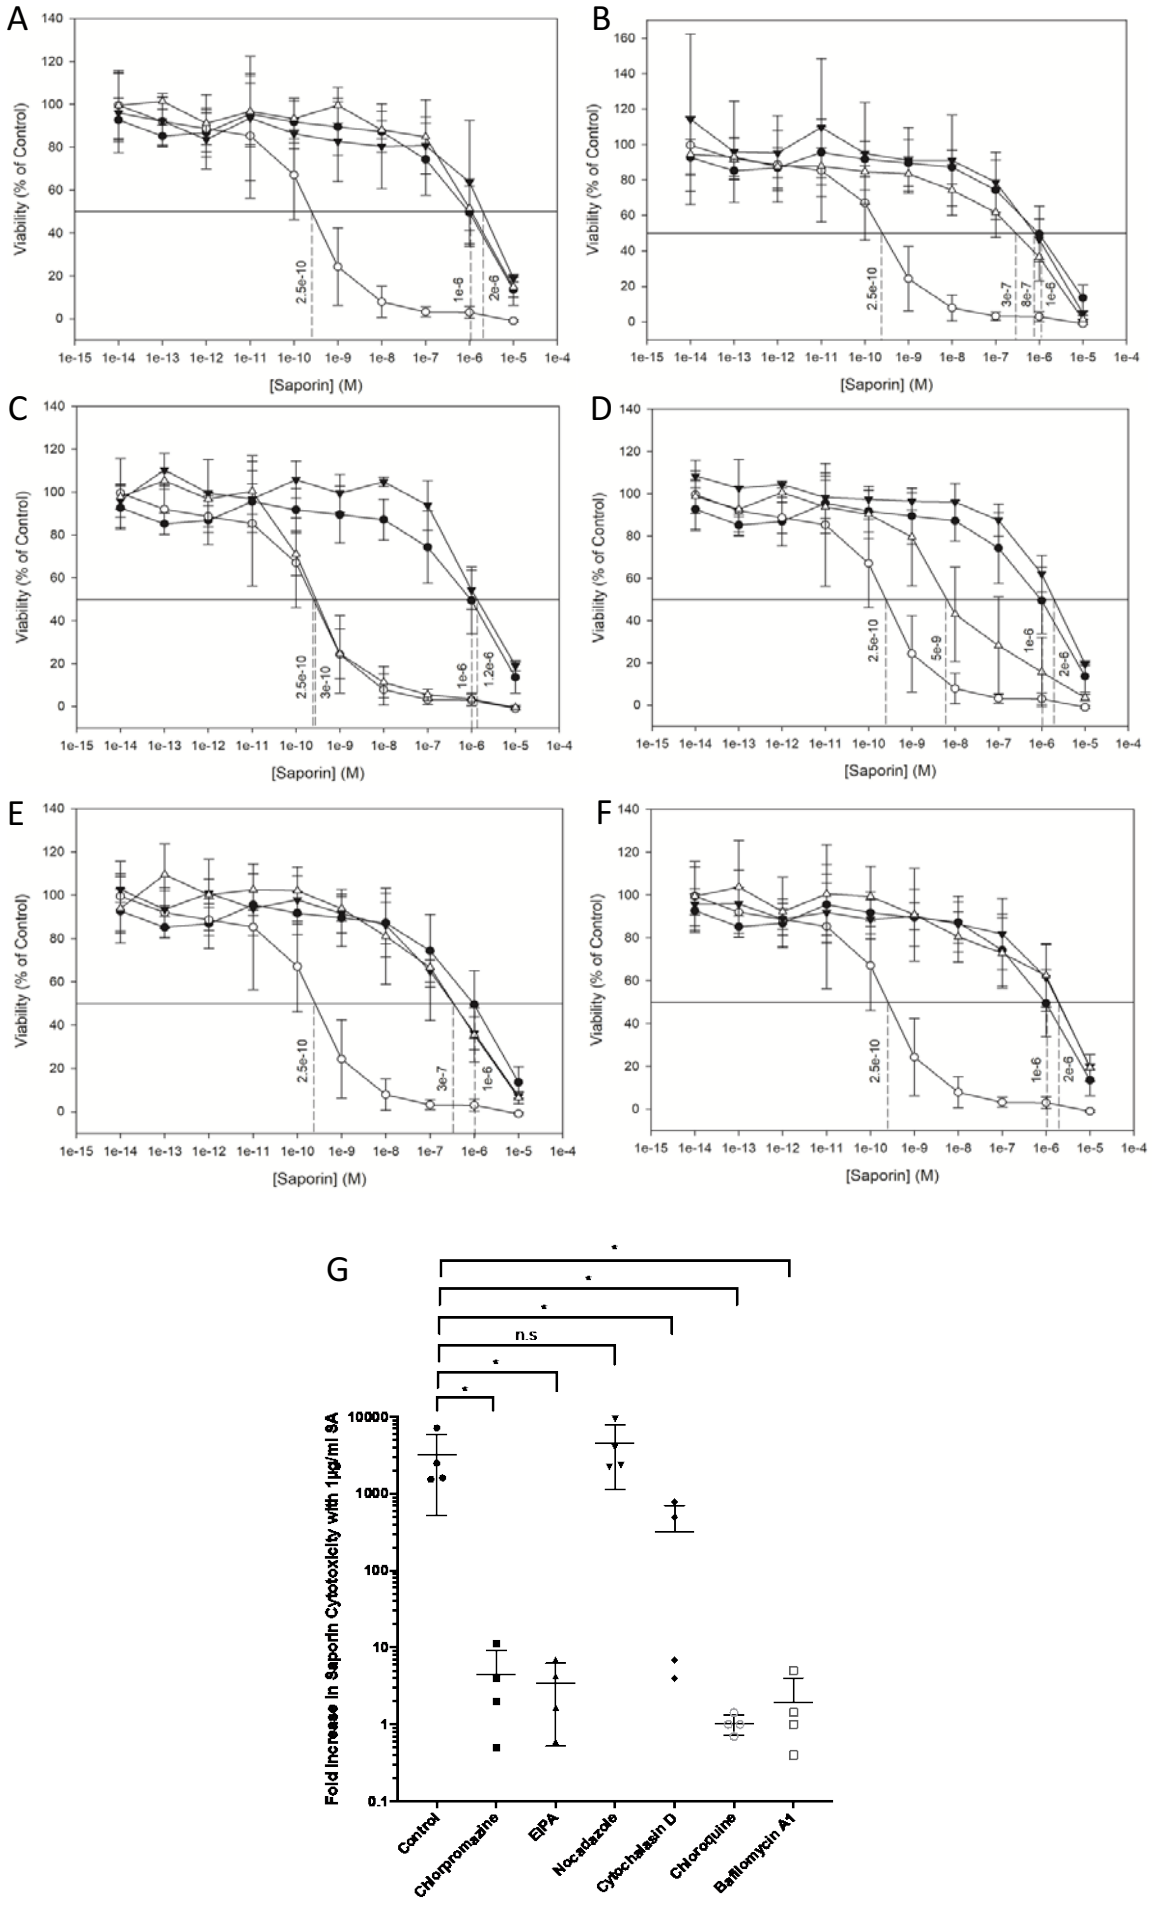 A
140
120
100
80
60
40
20
0
Viability (% of Control)
2.5e-10
1e-6
2e-6
1e-15 1e-14 1e-13 1e-12 1e-11 1e-10 1e-9 1e-8 1e-7 1e-6 1e-5 1e-4
[Saporin] (M)
B
160
140
120
100
80
60
40
20
0
Viability (% of Control)
2.5e-10
3e-7
8e-7
1e-6
1e-15 1e-14 1e-13 1e-12 1e-11 1e-10 1e-9 1e-8 1e-7 1e-6 1e-5 1e-4
[Saporin] (M)
C
140
120
100
80
60
40
20
0
Viability (% of Control)
2.5e-10
3e-10
1e-6
1.2e-6
1e-15 1e-14 1e-13 1e-12 1e-11 1e-10 1e-9 1e-8 1e-7 1e-6 1e-5 1e-4
[Saporin] (M)
D
140
120
100
80
60
40
20
0
Viability (% of Control)
2.5e-10
5e-9
1e-6
2e-6
1e-15 1e-14 1e-13 1e-12 1e-11 1e-10 1e-9 1e-8 1e-7 1e-6 1e-5 1e-4
[Saporin] (M)
E
140
120
100
80
60
40
20
0
Viability (% of Control)
2.5e-10
3e-7
1e-6
1e-15 1e-14 1e-13 1e-12 1e-11 1e-10 1e-9 1e-8 1e-7 1e-6 1e-5 1e-4
[Saporin] (M)
F
140
120
100
80
60
40
20
0
Viability (% of Control)
2.5e-10
1e-6
2e-6
1e-15 1e-14 1e-13 1e-12 1e-11 1e-10 1e-9 1e-8 1e-7 1e-6 1e-5 1e-4
[Saporin] (M)
G
*
*
*
n.s
*
*
10000
1000
100
10
1
0.1
Fold Increase in Saporin Cytotoxicity with 1µg/ml SA
Control
Chlorpromazine
EIPA
Nocadazole
Cytochalasin D
Chloroquine
Bafilomycin A1